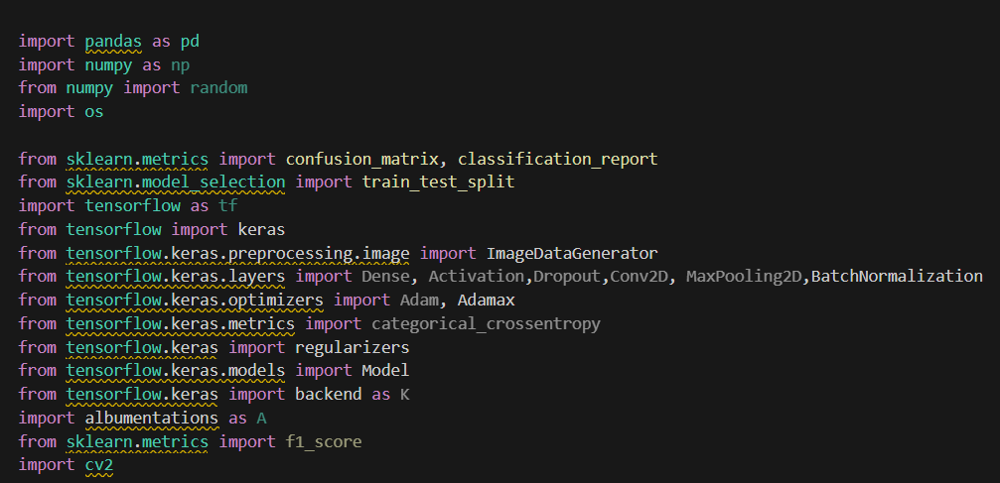 import pandas as pd
import numpy as np
from numpy import random
import os
from sklearn.metrics import confusion_matrix, classification_report
from sklearn.model_selection import train_test_split
import tensorflow as tf
from tensorflow import keras
from tensorflow.keras.preprocessing.image import ImageDataGenerator
from tensorflow.keras.layers import Dense, Activation,Dropout,Conv2D, MaxPooling2D,BatchNormalization
from tensorflow.keras.optimizers import Adam, Adamax
from tensorflow.keras.metrics import categorical_crossentropy
from tensorflow.keras import regularizers
from tensorflow.keras.models import Model
from tensorflow.keras import backend as K
import albumentations as A
from sklearn.metrics import f1_score
import cv2